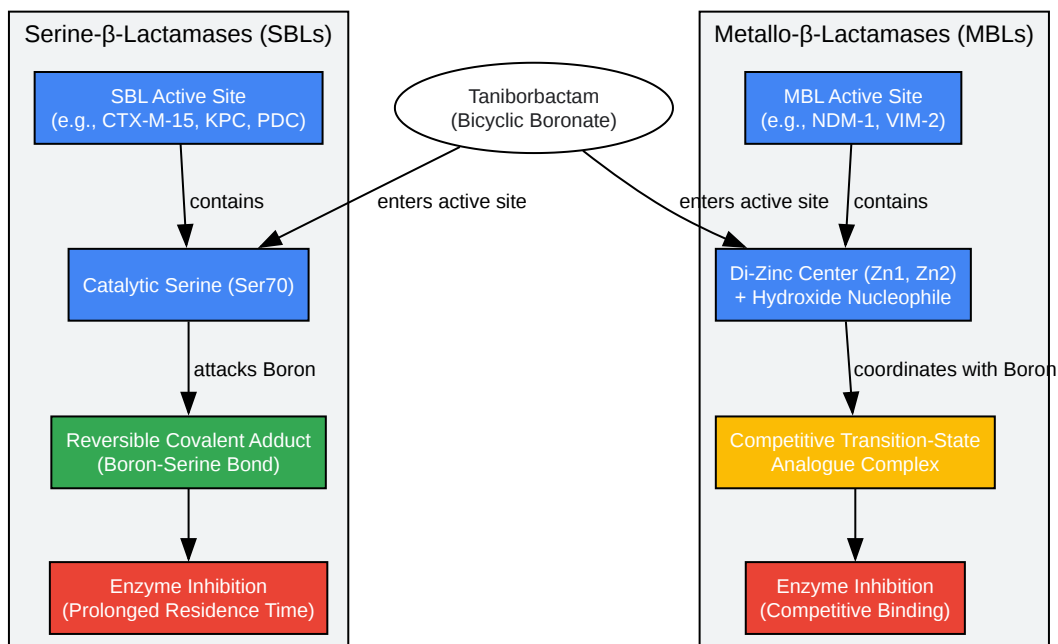 Serine-β-Lactamases (SBLs)
Metallo-β-Lactamases (MBLs)
SBL Active Site
(e.g., CTX-M-15, KPC, PDC)
Taniborbactam
(Bicyclic Boronate)
MBL Active Site
(e.g., NDM-1, VIM-2)
contains
enters active site
enters active site
contains
Catalytic Serine (Ser70)
Di-Zinc Center (Zn1, Zn2)
+ Hydroxide Nucleophile
attacks Boron
coordinates with Boron
Reversible Covalent Adduct
(Boron-Serine Bond)
Competitive Transition-State
Analogue Complex
Enzyme Inhibition
(Prolonged Residence Time)
Enzyme Inhibition
(Competitive Binding)